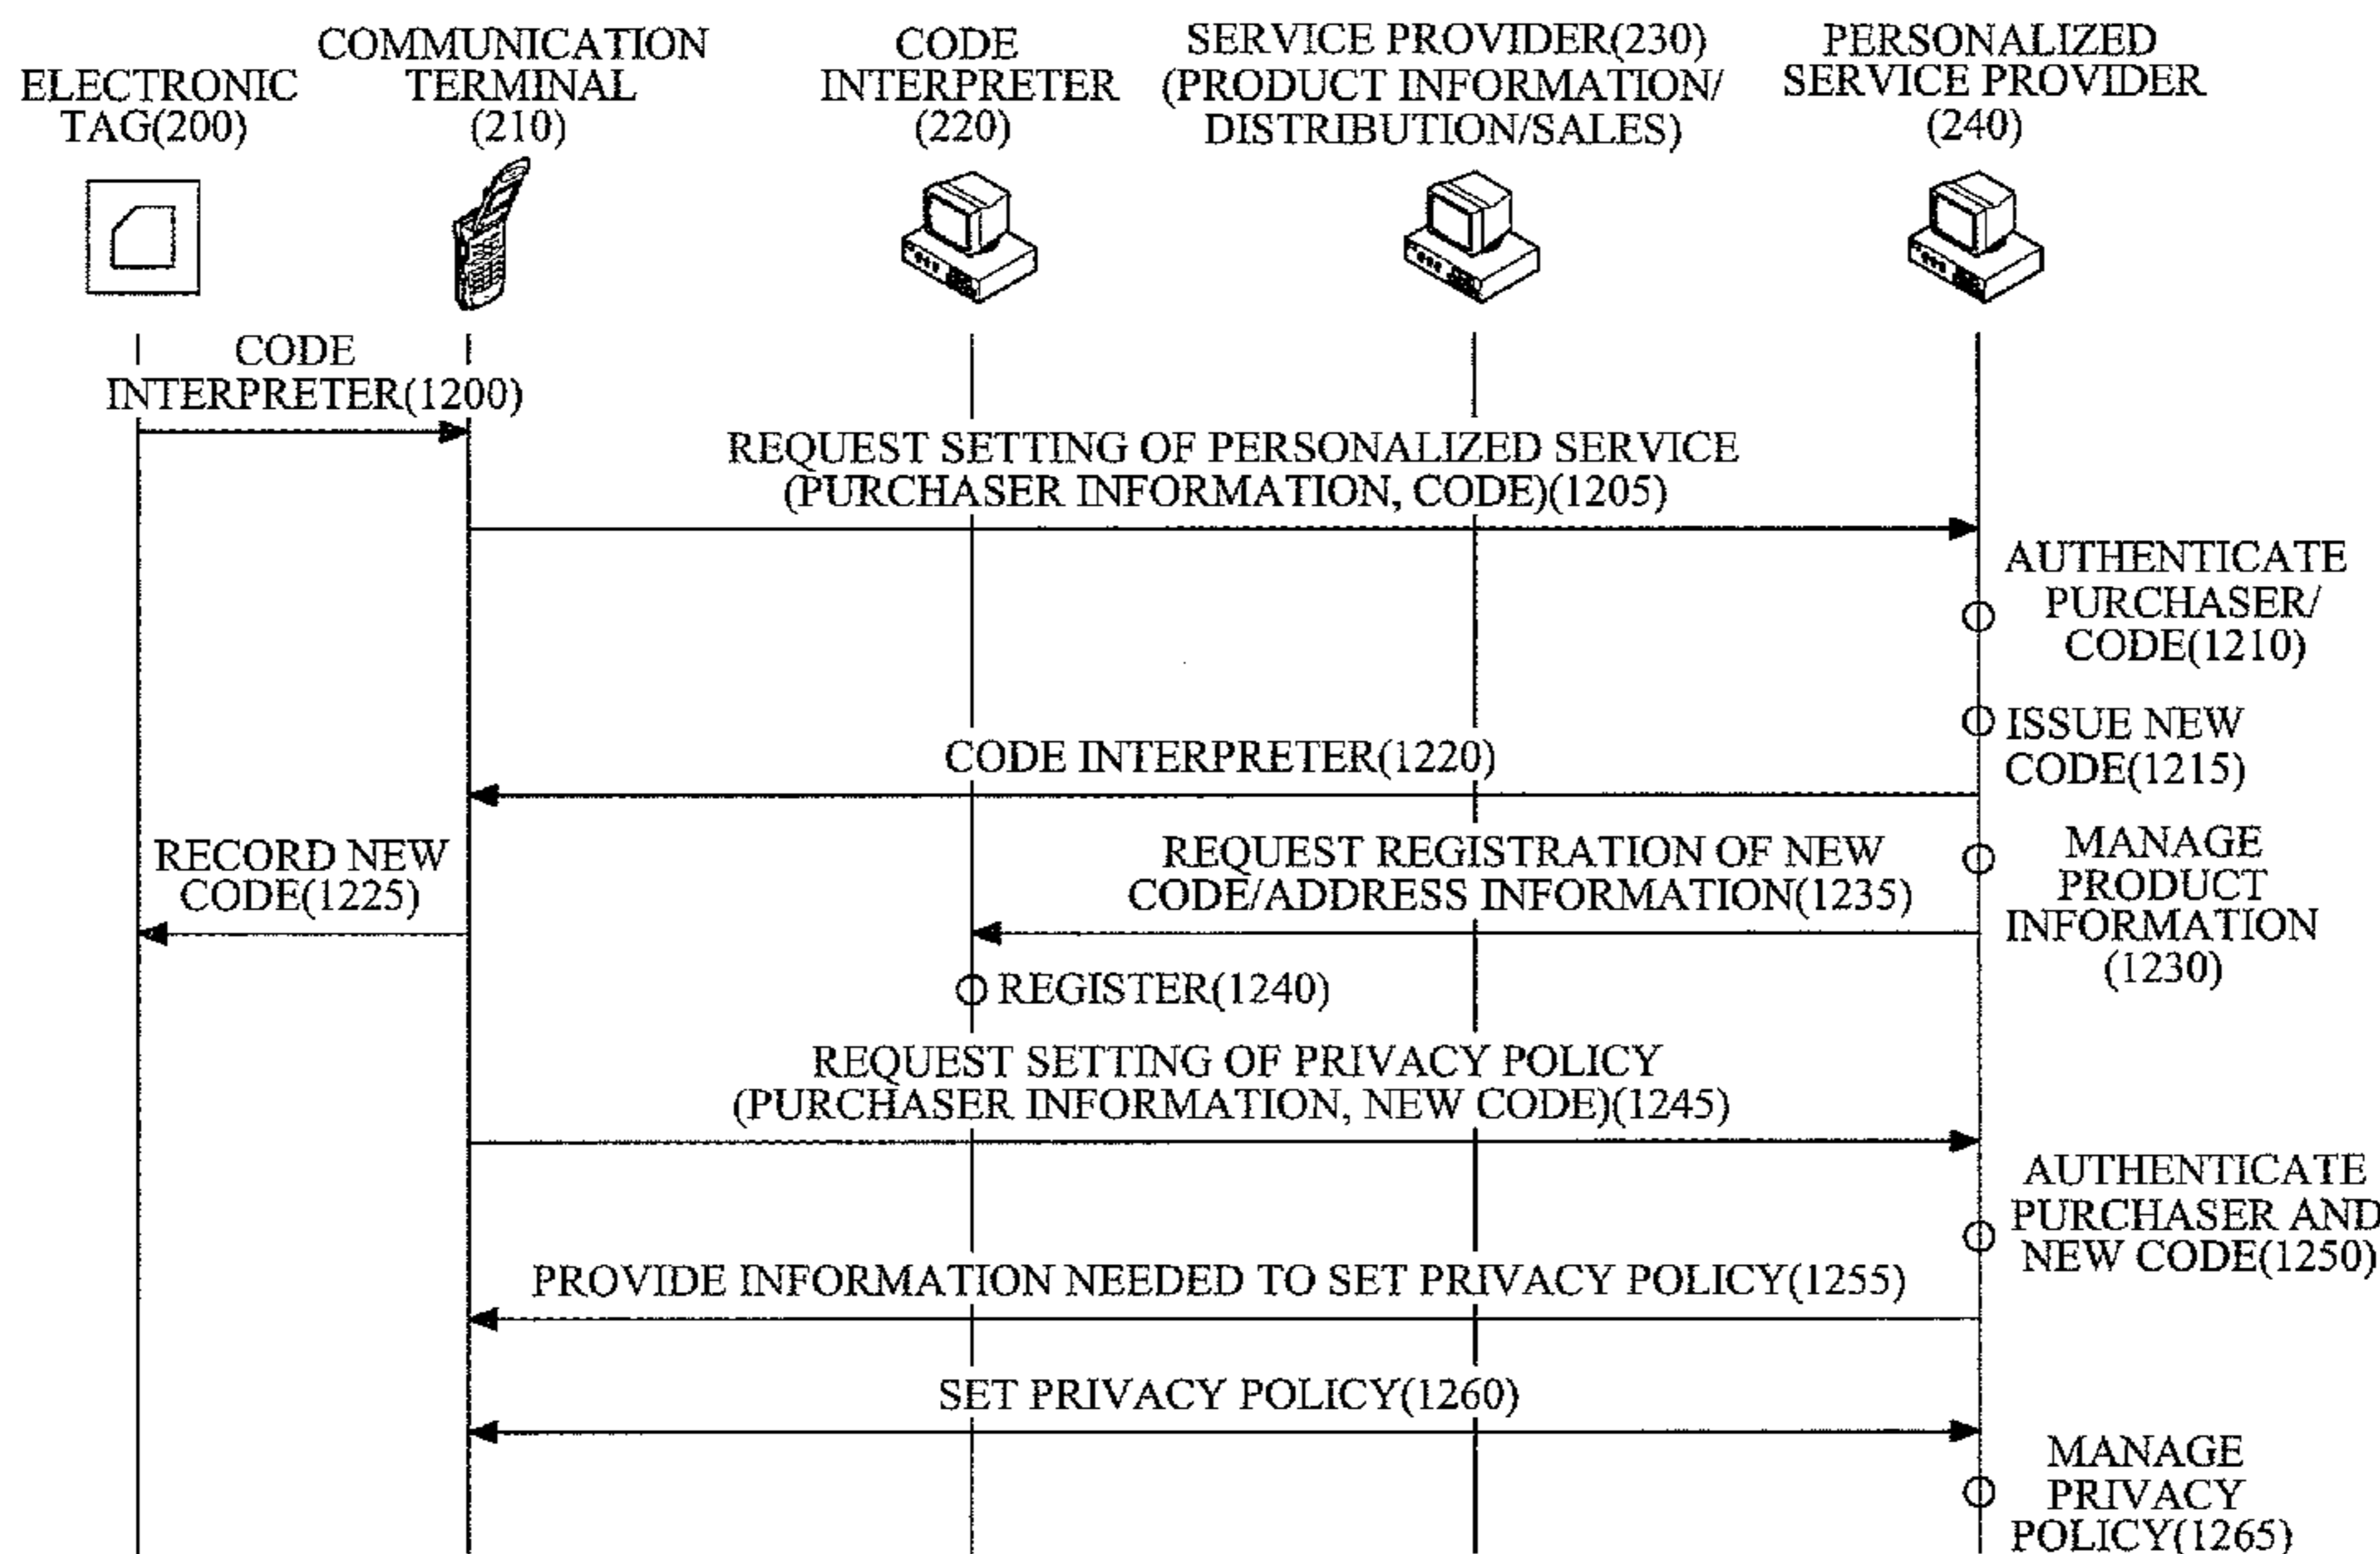 ELECTRONIC
TAG(200)
COMMUNICATION
TERMINAL
(210)
CODE
INTERPRETER
(220)
SERVICE PROVIDER(230)
(PRODUCT INFORMATION/
DISTRIBUTION/SALES)
PERSONALIZED
SERVICE PROVIDER
(240)
CODE
INTERPRETER(1200)
REQUEST SETTING OF PERSONALIZED SERVICE
(PURCHASER INFORMATION, CODE)(1205)
AUTHENTICATE
PURCHASER/
CODE(1210)
ISSUE NEW
CODE(1215)
CODE INTERPRETER(1220)
RECORD NEW
CODE(1225)
MANAGE
PRODUCT
INFORMATION
(1230)
REQUEST REGISTRATION OF NEW
CODE/ADDRESS INFORMATION(1235)
REGISTER(1240)
REQUEST SETTING OF PRIVACY POLICY
(PURCHASER INFORMATION, NEW CODE)(1245)
AUTHENTICATE
PURCHASER AND
NEW CODE(1250)
PROVIDE INFORMATION NEEDED TO SET PRIVACY POLICY(1255)
SET PRIVACY POLICY(1260)
MANAGE
PRIVACY
POLICY(1265)